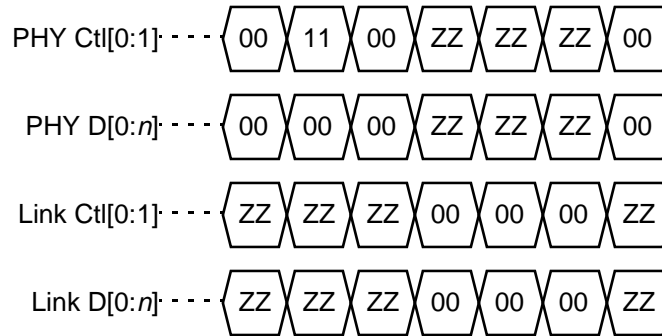 PHY Ctl[0:1] 00 11 00 ZZ ZZ ZZ 00
PHY D[0:n] 00 00 00 ZZ ZZ ZZ 00
Link Ctl[0:1] ZZ ZZ ZZ 00 00 00 ZZ
Link D[0:n] ZZ ZZ ZZ 00 00 00 ZZ